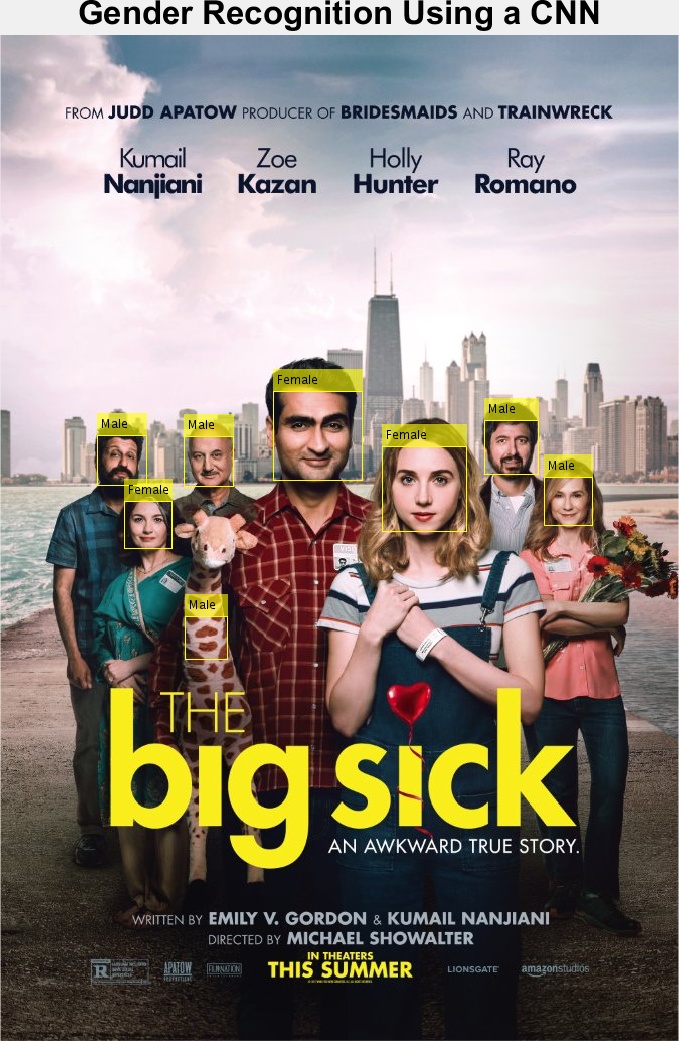 Gender Recognition Using a CNN
FROM JUDD APATOW PRODUCER OF BRIDESMAIDS AND TRAINWRECK
Kumail Zoe Holly Ray
Nanjiani Kazan Hunter Romano
Female
Male
Male
Female
Male
Male
Female
Male
THE
big sick
AN AWKWARD TRUE STORY.
WRITTEN BY EMILY V. GORDON & KUMAIL NANJIANI
DIRECTED BY MICHAEL SHOWALTER
IN THEATERS
THIS SUMMER
R
APATOW
FILMNATION
LIONSGATE
amazonstudios